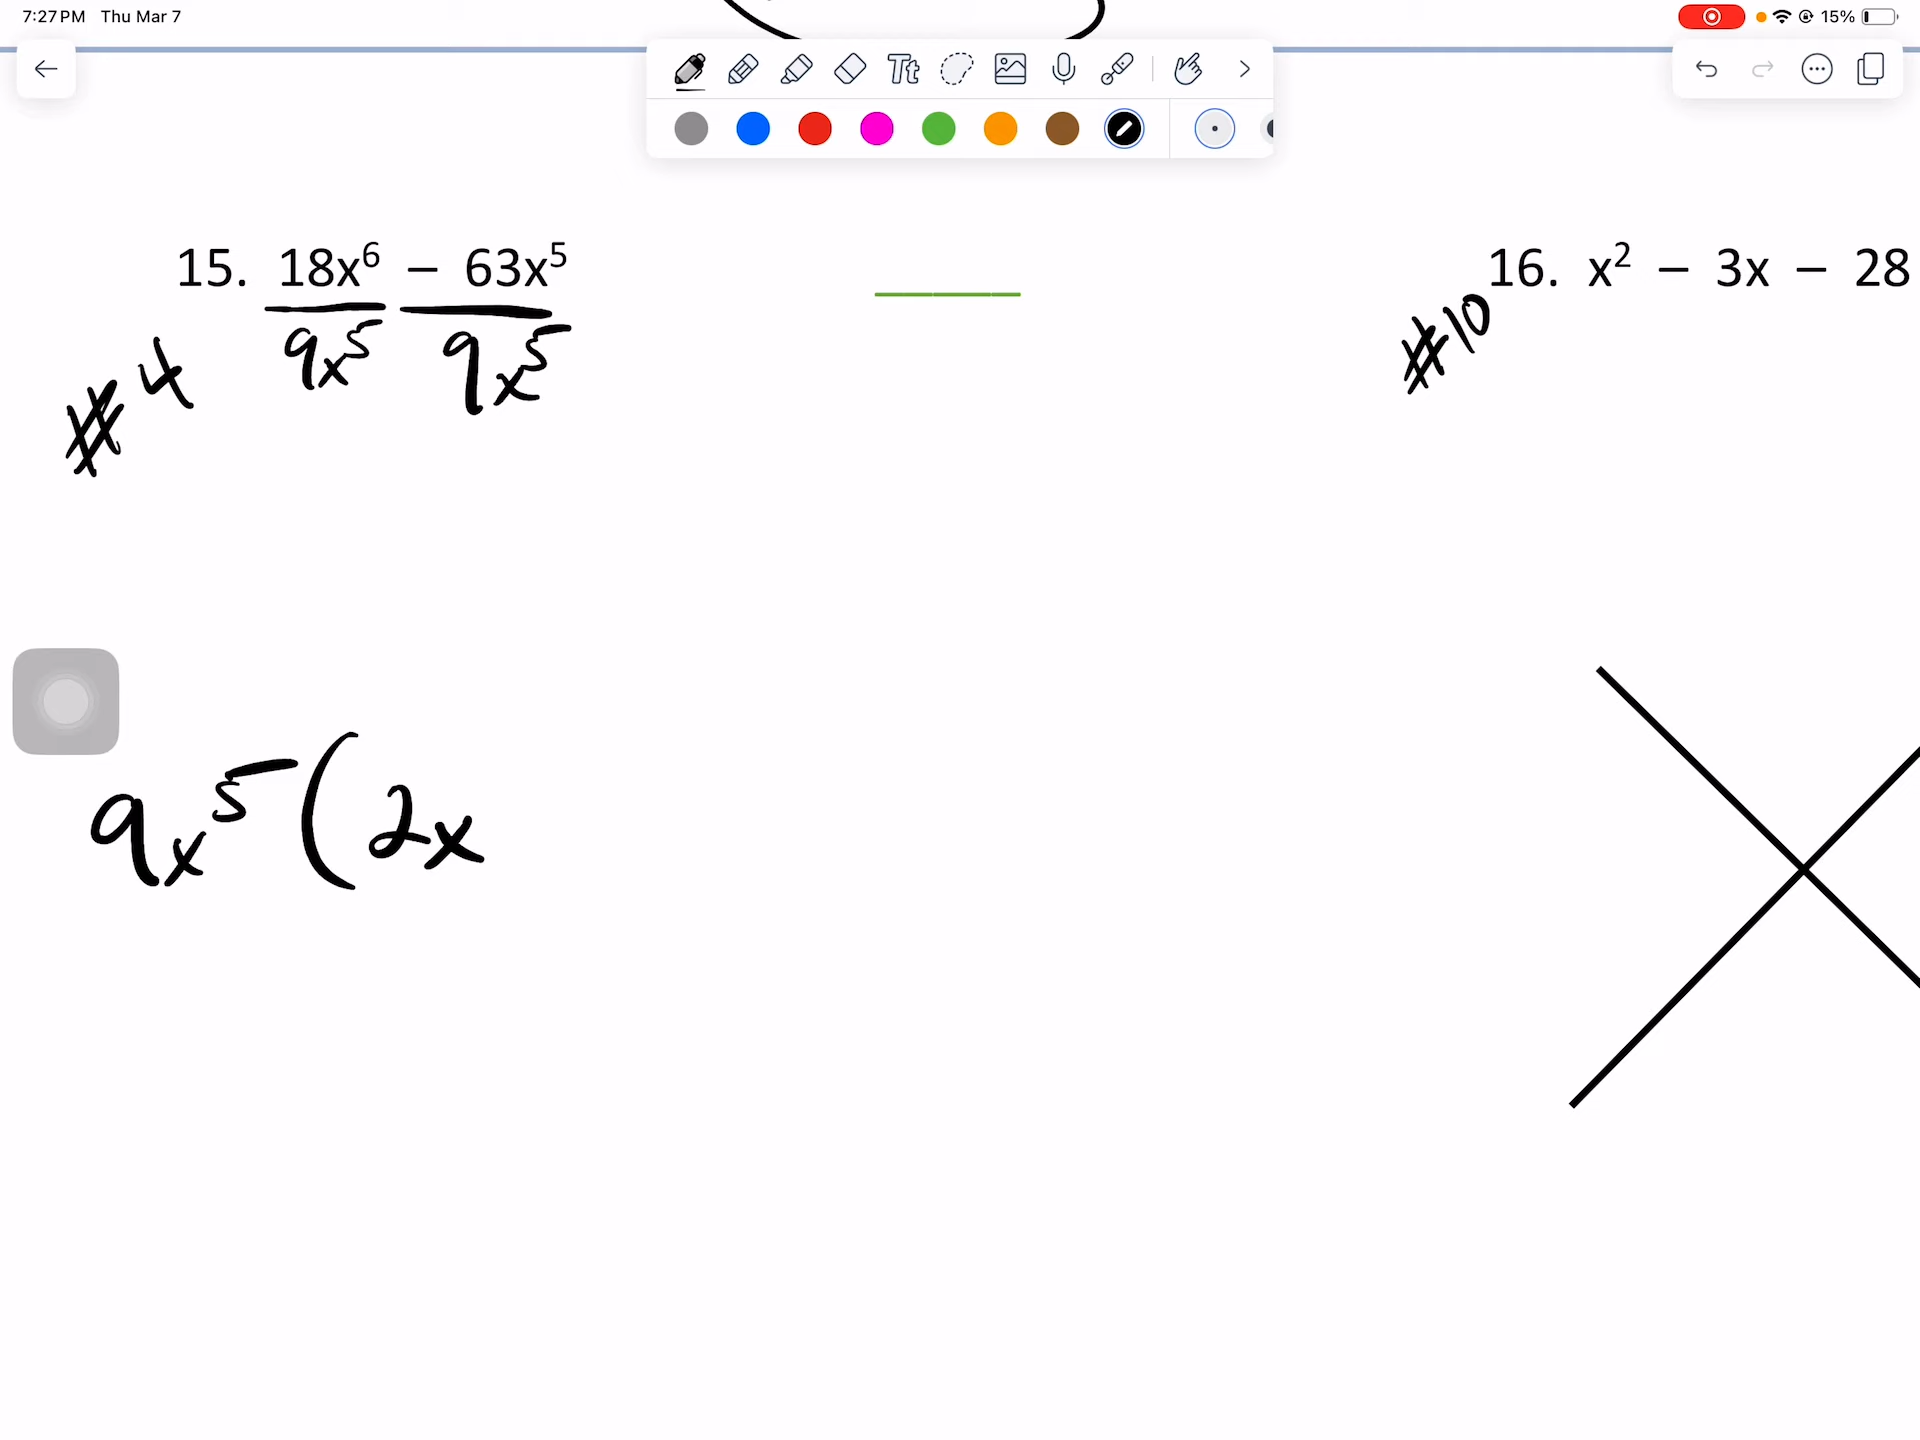 7:27 PM Thu Mar 7
15%
Tt
15. 18x⁶ – 63x⁵
9x⁵ 9x⁵
#4
16. x² – 3x – 28
#10
9x⁵(2x